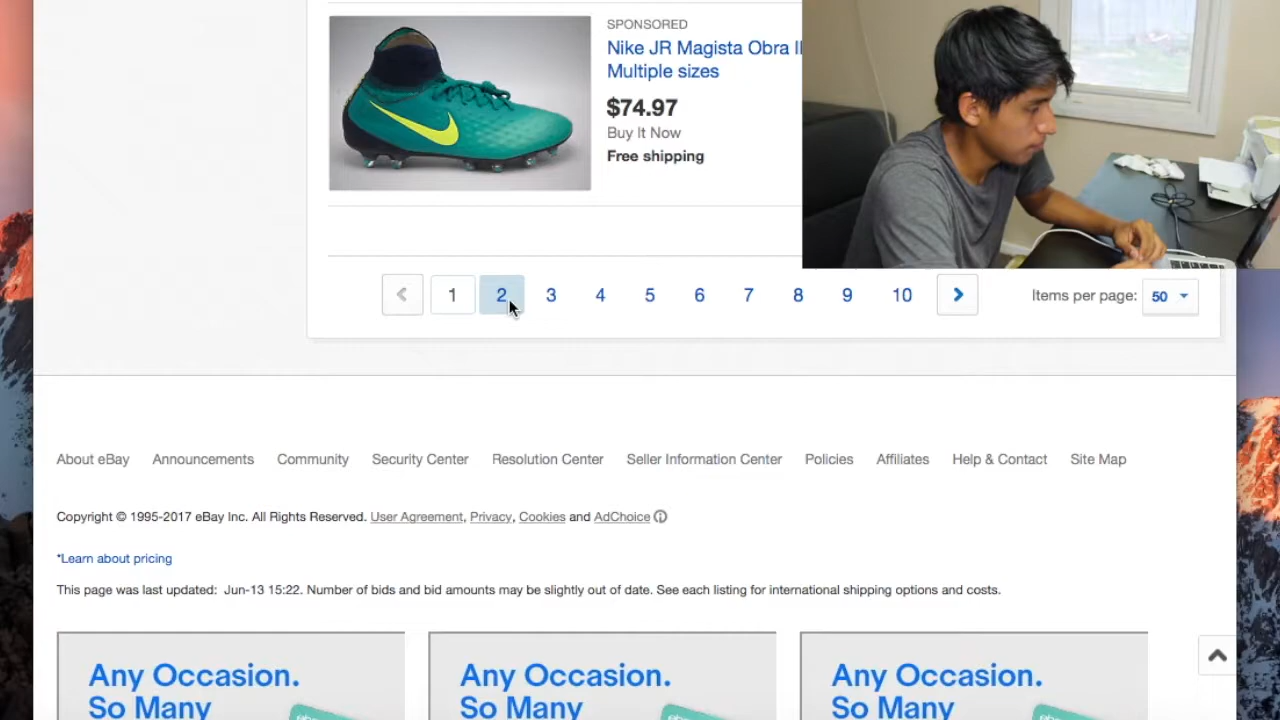 SPONSORED
Nike JR Magista Obra II
Multiple sizes
$74.97
Buy It Now
Free shipping
1 2 3 4 5 6 7 8 9 10 Items per page: 50
About eBay Announcements Community Security Center Resolution Center Seller Information Center Policies Affiliates Help & Contact Site Map
Copyright © 1995-2017 eBay Inc. All Rights Reserved. User Agreement, Privacy, Cookies and AdChoice
*Learn about pricing
This page was last updated: Jun-13 15:22. Number of bids and bid amounts may be slightly out of date. See each listing for international shipping options and costs.
Any Occasion. Any Occasion. Any Occasion.
So Many So Many So Many